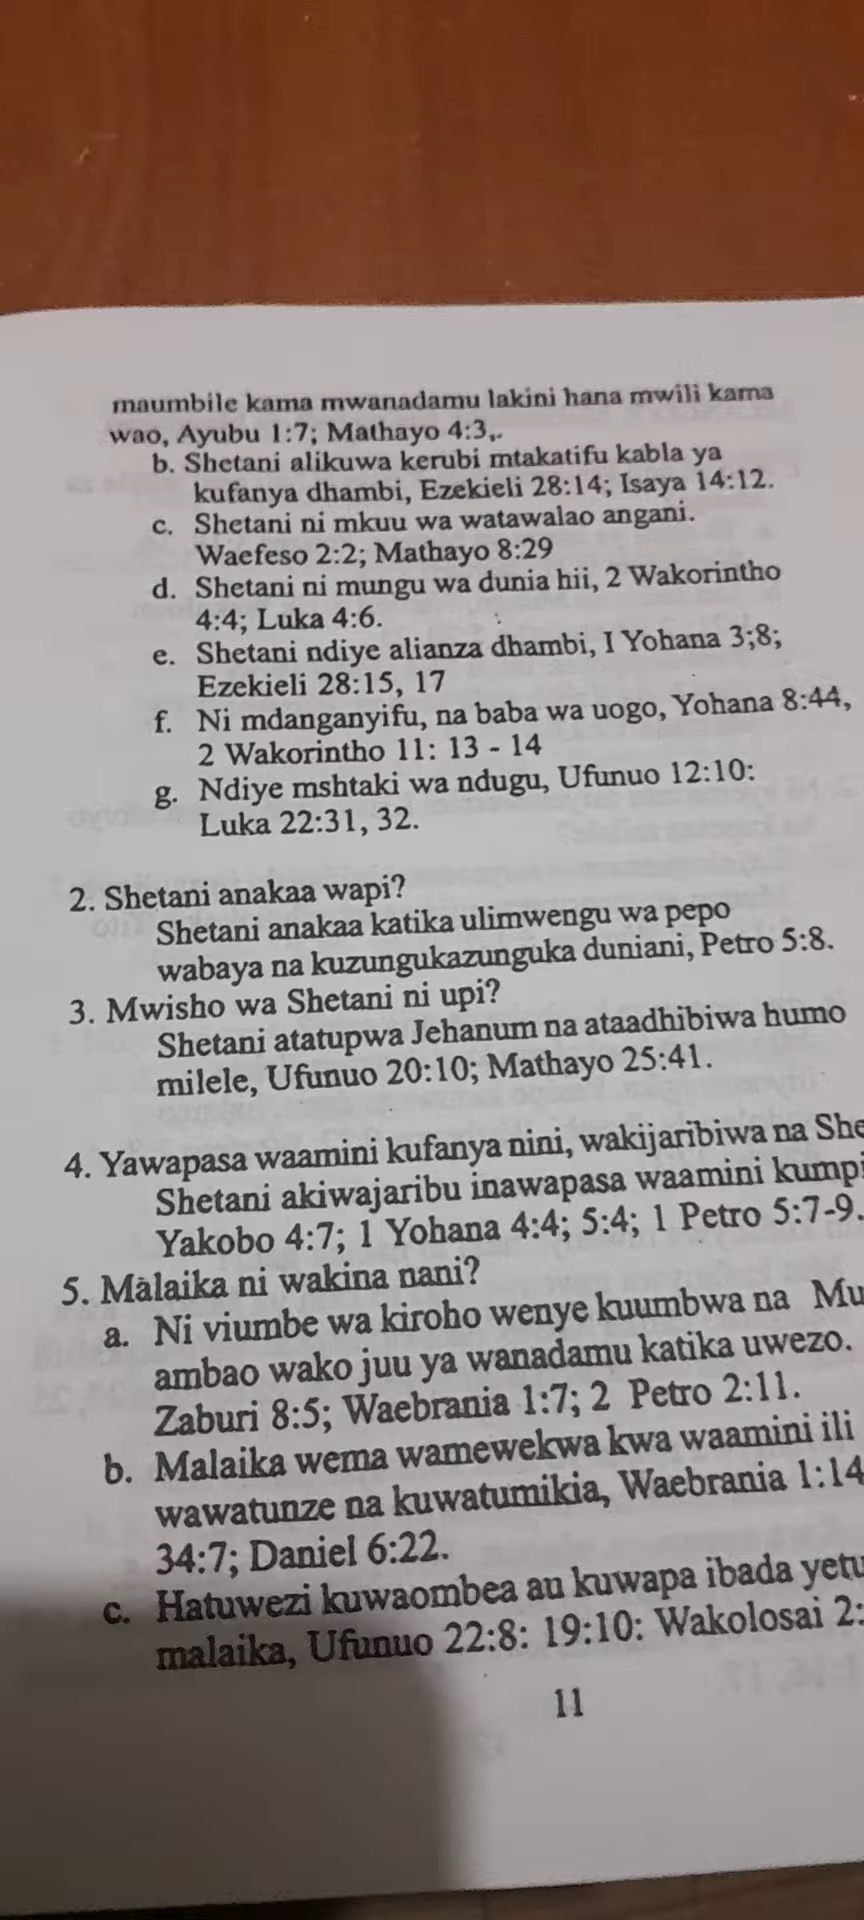 maumbile kama mwanadamu lakini hana mwili kama
wao, Ayubu 1:7; Mathayo 4:3,.
b. Shetani alikuwa kerubi mtakatifu kabla ya
kufanya dhambi, Ezekieli 28:14; Isaya 14:12.
c. Shetani ni mkuu wa watawalao angani.
Waefeso 2:2; Mathayo 8:29
d. Shetani ni mungu wa dunia hii, 2 Wakorintho
4:4; Luka 4:6.
e. Shetani ndiye alianza dhambi, I Yohana 3;8;
Ezekieli 28:15, 17
f. Ni mdanganyifu, na baba wa uogo, Yohana 8:44,
2 Wakorintho 11: 13 - 14
g. Ndiye mshtaki wa ndugu, Ufunuo 12:10:
Luka 22:31, 32.
2. Shetani anakaa wapi?
Shetani anakaa katika ulimwengu wa pepo
wabaya na kuzungukazunguka duniani, Petro 5:8.
3. Mwisho wa Shetani ni upi?
Shetani atatupwa Jehanum na ataadhibiwa humo
milele, Ufunuo 20:10; Mathayo 25:41.
4. Yawapasa waamini kufanya nini, wakijaribiwa na She
Shetani akiwajaribu inawapasa waamini kumpi
Yakobo 4:7; 1 Yohana 4:4; 5:4; 1 Petro 5:7-9.
5. Malaika ni wakina nani?
a. Ni viumbe wa kiroho wenye kuumbwa na Mu
ambao wako juu ya wanadamu katika uwezo.
Zaburi 8:5; Waebrania 1:7; 2 Petro 2:11.
b. Malaika wema wamewekwa kwa waamini ili
wawatunze na kuwatumikia, Waebrania 1:14
34:7; Daniel 6:22.
c. Hatuwezi kuwaombea au kuwapa ibada yetu
malaika, Ufunuo 22:8: 19:10: Wakolosai 2:
11